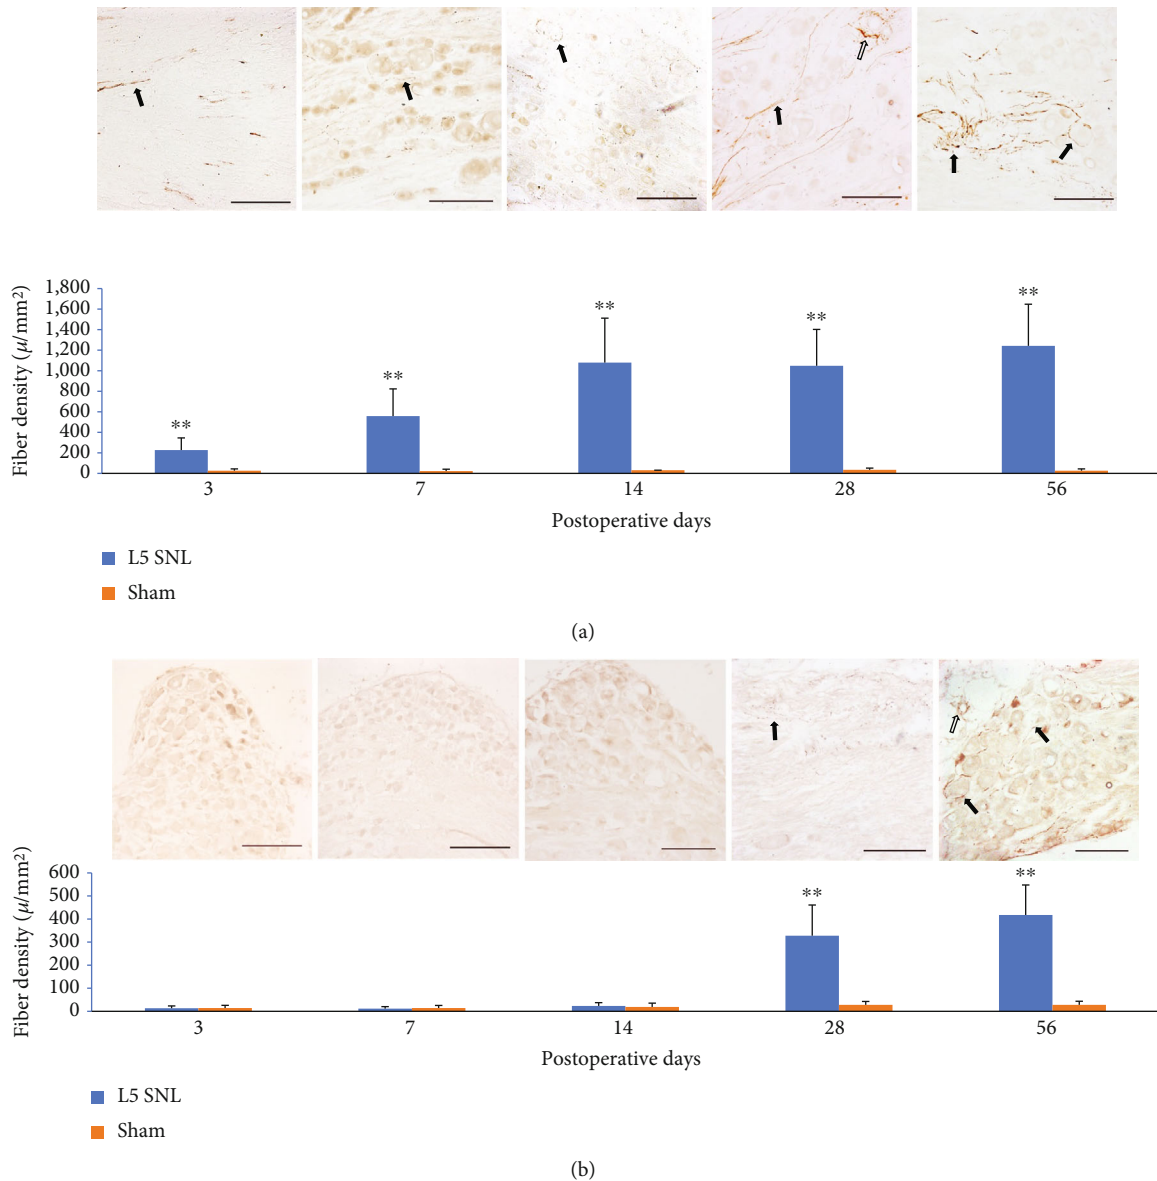 1,800
1,600
1,400
1,200
1,000
800
600
400
200
0
Fiber density (μ/mm²)
** ** ** ** **
3 7 14 28 56
Postoperative days
L5 SNL
Sham
(a)
600
500
400
300
200
100
0
Fiber density (μ/mm²)
** **
3 7 14 28 56
Postoperative days
L5 SNL
Sham
(b)